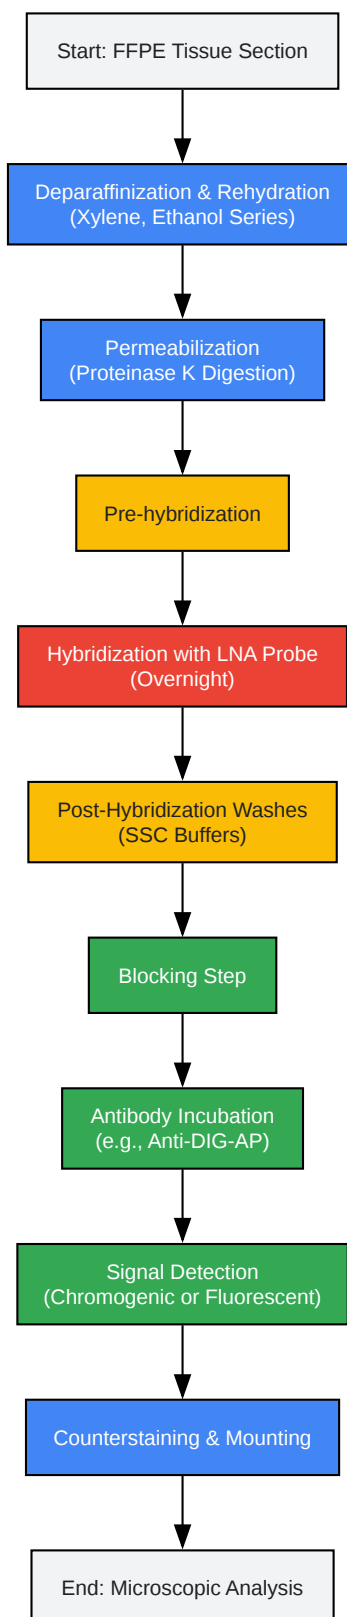 Start: FFPE Tissue Section
Deparaffinization & Rehydration
(Xylene, Ethanol Series)
Permeabilization
(Proteinase K Digestion)
Pre-hybridization
Hybridization with LNA Probe
(Overnight)
Post-Hybridization Washes
(SSC Buffers)
Blocking Step
Antibody Incubation
(e.g., Anti-DIG-AP)
Signal Detection
(Chromogenic or Fluorescent)
Counterstaining & Mounting
End: Microscopic Analysis